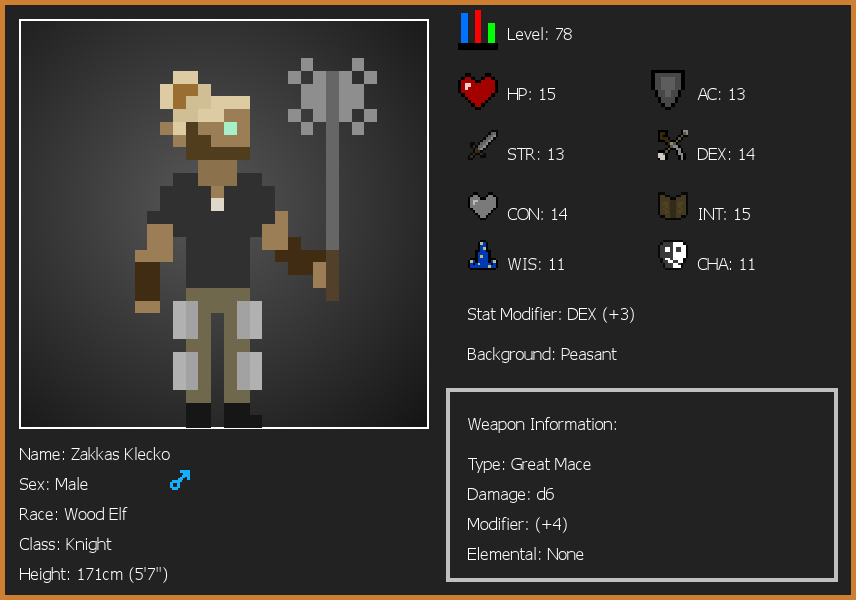 Level: 78
HP: 15
AC: 13
STR: 13
DEX: 14
CON: 14
INT: 15
WIS: 11
CHA: 11
Stat Modifier: DEX (+3)
Background: Peasant
Weapon Information:
Type: Great Mace
Damage: d6
Modifier: (+4)
Elemental: None
Name: Zakkas Klecko
Sex: Male
Race: Wood Elf
Class: Knight
Height: 171cm (5'7")